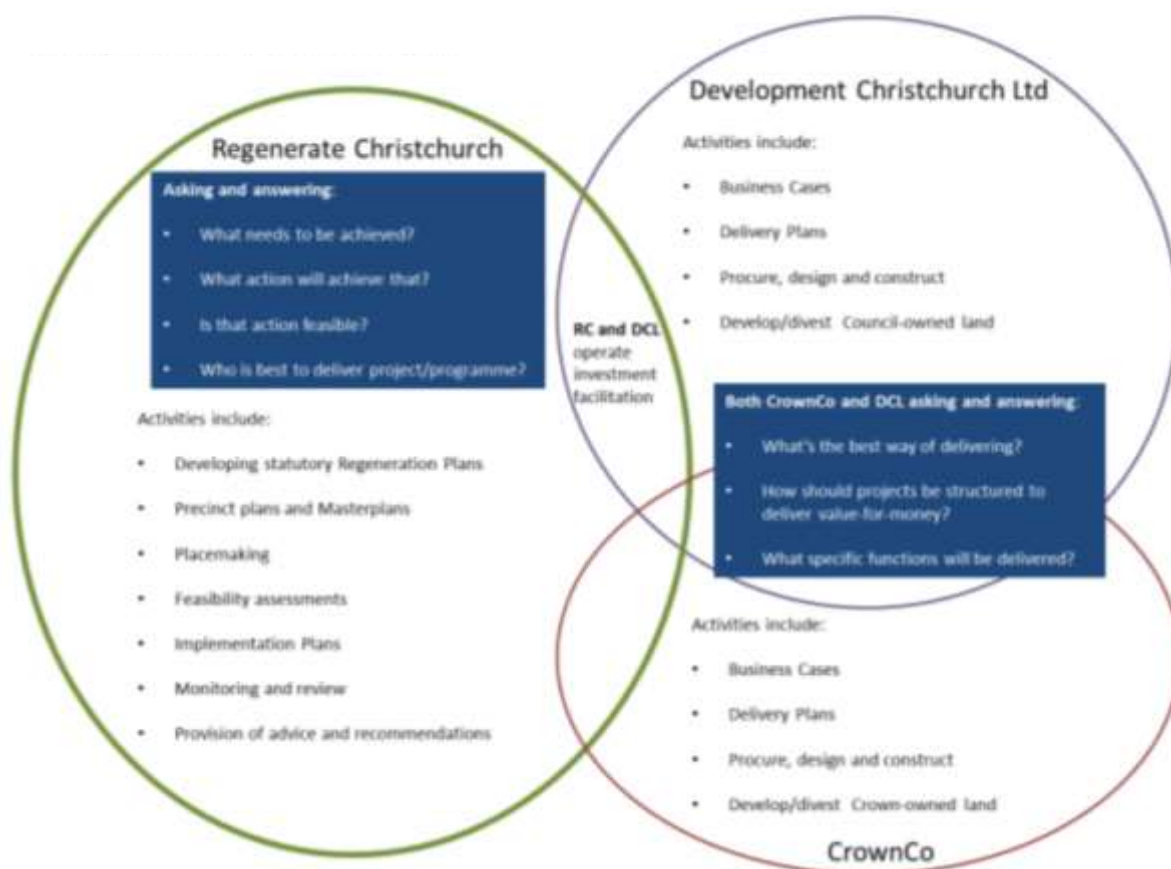 Regenerate Christchurch
Asking and answering:
• What needs to be achieved?
• What action will achieve that?
• Is that action feasible?
• Who is best to deliver project/programme?
Activities include:
• Developing statutory Regeneration Plans
• Precinct plans and Masterplans
• Placemaking
• Feasibility assessments
• Implementation Plans
• Monitoring and review
• Provision of advice and recommendations
RC and DCL
operate
investment
facilitation
Development Christchurch Ltd
Activities include:
• Business Cases
• Delivery Plans
• Procure, design and construct
• Develop/divest Council-owned land
Both CrownCo and DCL asking and answering:
• What's the best way of delivering?
• How should projects be structured to
deliver value-for-money?
• What specific functions will be delivered?
Activities include:
• Business Cases
• Delivery Plans
• Procure, design and construct
• Develop/divest Crown-owned land
CrownCo